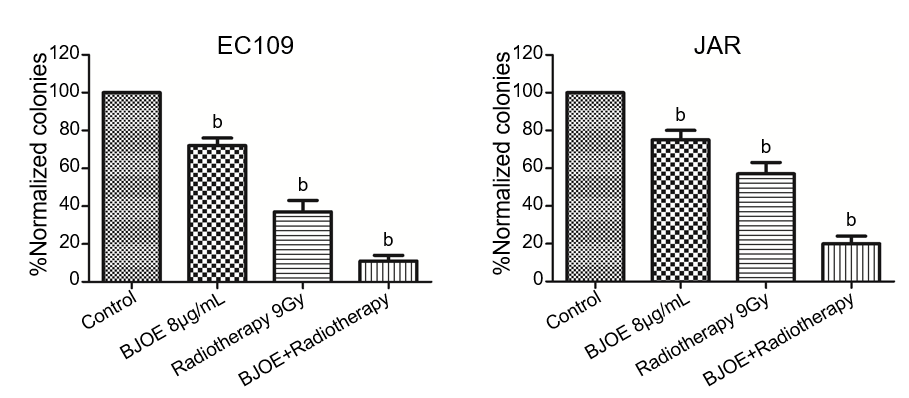 EC109
%Normalized colonies
120
100
80
60
40
20
0
b
b
b
Control
BJOE 8μg/mL
Radiotherapy 9Gy
BJOE+Radiotherapy
JAR
%Normalized colonies
120
100
80
60
40
20
0
b
b
b
Control
BJOE 8μg/mL
Radiotherapy 9Gy
BJOE+Radiotherapy